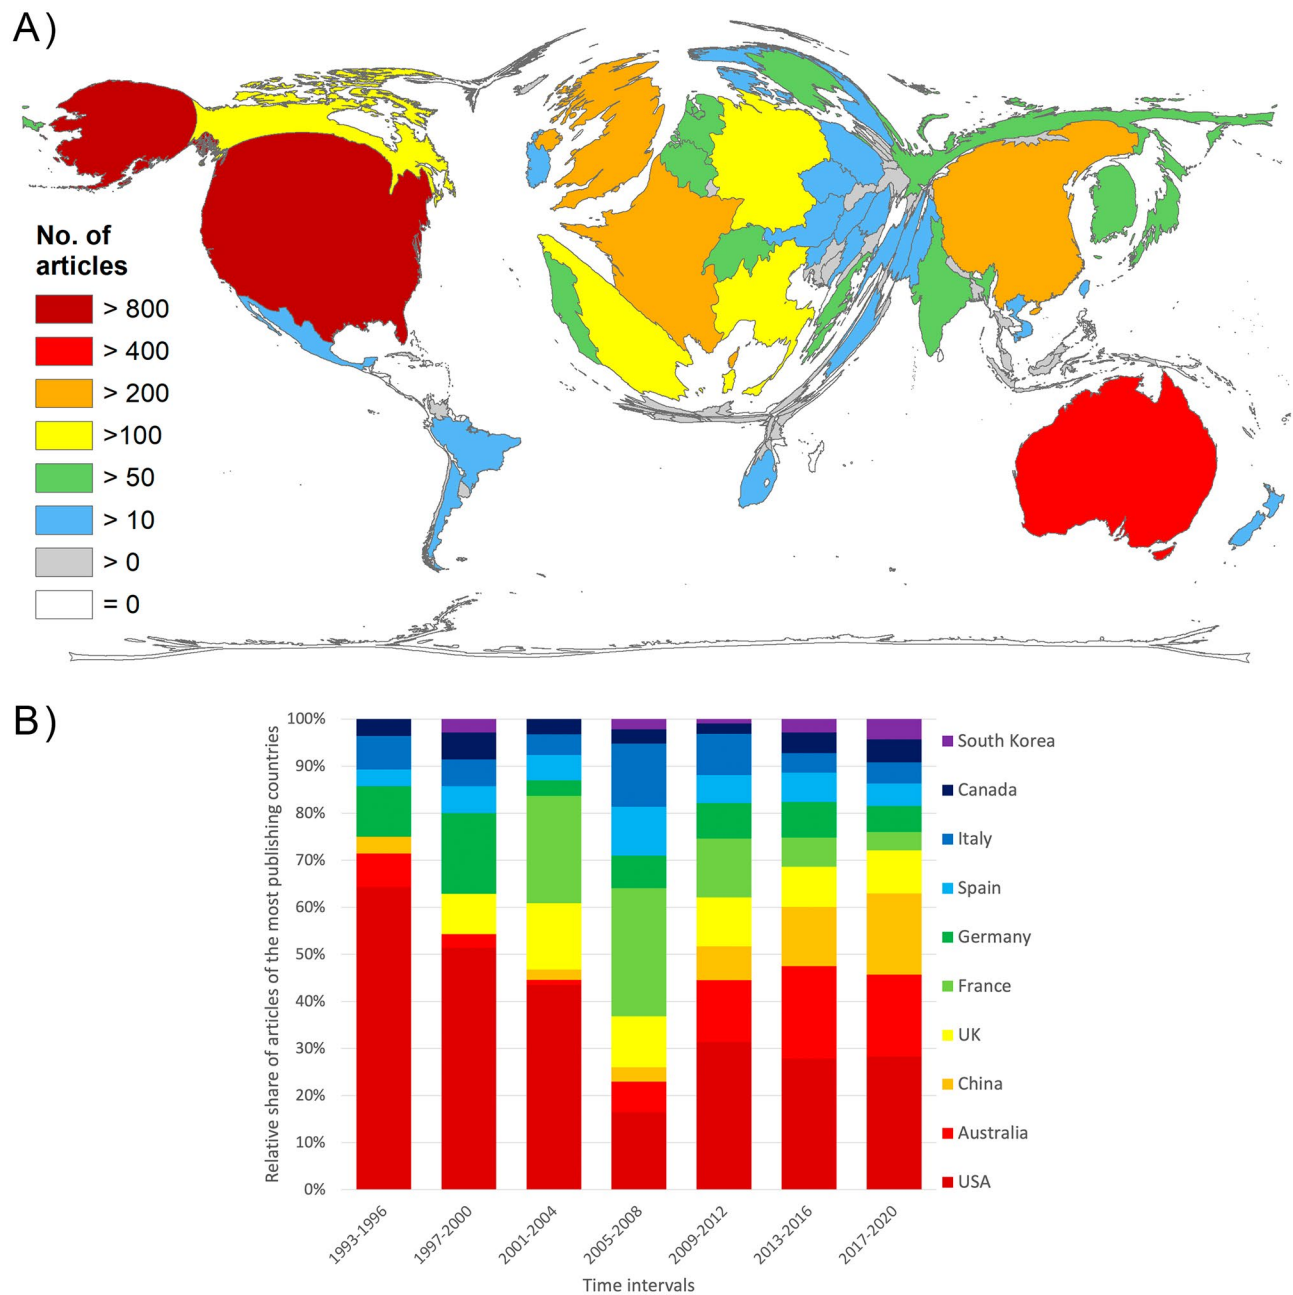 A)
No. of
articles
> 800
> 400
> 200
>100
> 50
> 10
> 0
= 0
B)
Relative share of articles of the most publishing countries
100%
90%
80%
70%
60%
50%
40%
30%
20%
10%
0%
1993-1996
1997-2000
2001-2004
2005-2008
2009-2012
2013-2016
2017-2020
Time intervals
South Korea
Canada
Italy
Spain
Germany
France
UK
China
Australia
USA